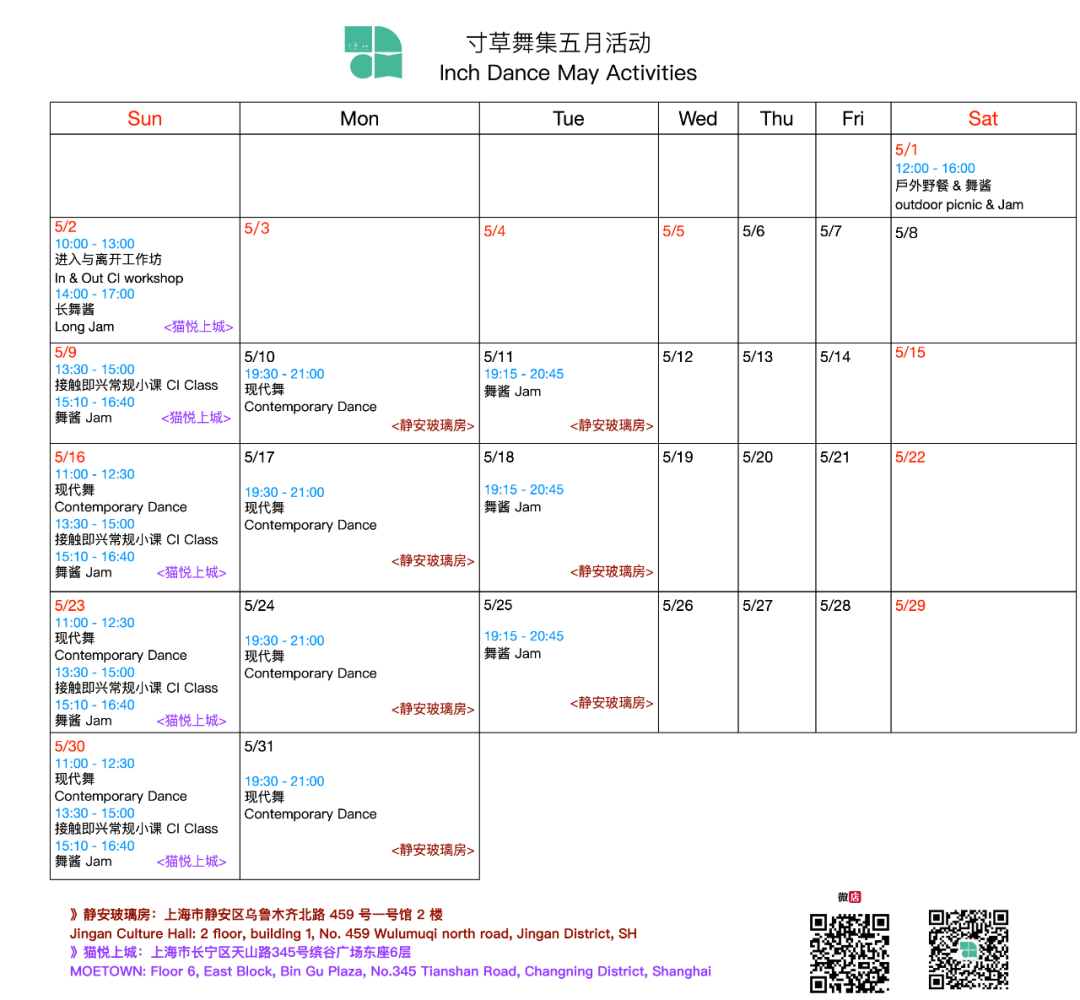 寸草舞集五月活动
Inch Dance May Activities
Sun Mon Tue Wed Thu Fri Sat
5/1
12:00 - 16:00
戶外野餐 & 舞酱
outdoor picnic & Jam
5/2
10:00 - 13:00
进入与离开工作坊
In & Out CI workshop
14:00 - 17:00
长舞酱
Long Jam <猫悦上城>
5/3
5/4
5/5
5/6
5/7
5/8
5/9
13:30 - 15:00
接触即兴常规小课 CI Class
15:10 - 16:40
舞酱 Jam <猫悦上城>
5/10
19:30 - 21:00
现代舞
Contemporary Dance
<静安玻璃房>
5/11
19:15 - 20:45
舞酱 Jam
<静安玻璃房>
5/12
5/13
5/14
5/15
5/16
11:00 - 12:30
现代舞
Contemporary Dance
13:30 - 15:00
接触即兴常规小课 CI Class
15:10 - 16:40
舞酱 Jam <猫悦上城>
5/17
19:30 - 21:00
现代舞
Contemporary Dance
<静安玻璃房>
5/18
19:15 - 20:45
舞酱 Jam
<静安玻璃房>
5/19
5/20
5/21
5/22
5/23
11:00 - 12:30
现代舞
Contemporary Dance
13:30 - 15:00
接触即兴常规小课 CI Class
15:10 - 16:40
舞酱 Jam <猫悦上城>
5/24
19:30 - 21:00
现代舞
Contemporary Dance
<静安玻璃房>
5/25
19:15 - 20:45
舞酱 Jam
<静安玻璃房>
5/26
5/27
5/28
5/29
5/30
11:00 - 12:30
现代舞
Contemporary Dance
13:30 - 15:00
接触即兴常规小课 CI Class
15:10 - 16:40
舞酱 Jam <猫悦上城>
5/31
19:30 - 21:00
现代舞
Contemporary Dance
<静安玻璃房>
》静安玻璃房：上海市静安区乌鲁木齐北路 459 号一号馆 2 楼
Jingan Culture Hall: 2 floor, building 1, No. 459 Wulumuqi north road, Jingan District, SH
》猫悦上城：上海市长宁区天山路345号缤谷广场东座6层
MOETOWN: Floor 6, East Block, Bin Gu Plaza, No.345 Tianshan Road, Changning District, Shanghai
微店